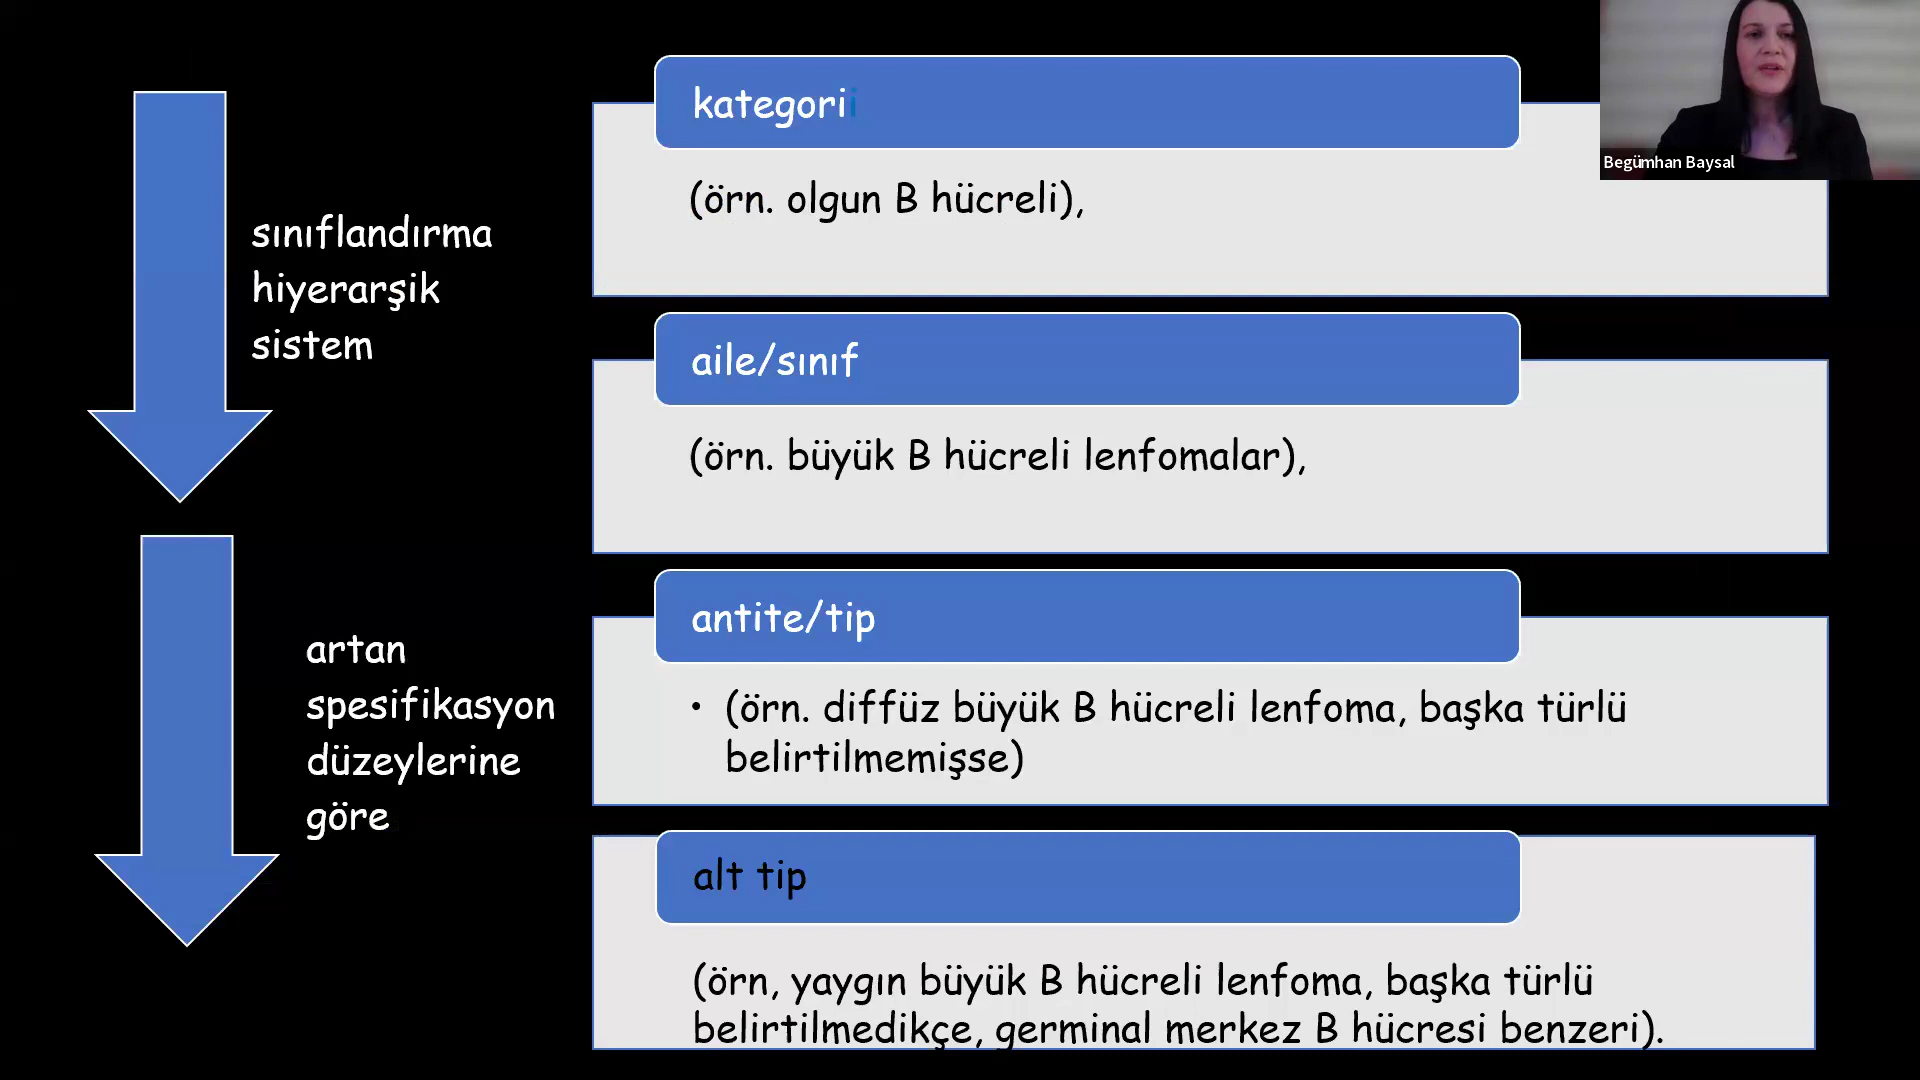 sınıflandırma
hiyerarşik
sistem
artan
spesifikasyon
düzeylerine
göre
kategorii
(örn. olgun B hücreli),
aile/sınıf
(örn. büyük B hücreli lenfomalar),
antite/tip
• (örn. diffüz büyük B hücreli lenfoma, başka türlü
belirtilmemişse)
alt tip
(örn, yaygın büyük B hücreli lenfoma, başka türlü
belirtilmedikçe, germinal merkez B hücresi benzeri).
Begümhan Baysal